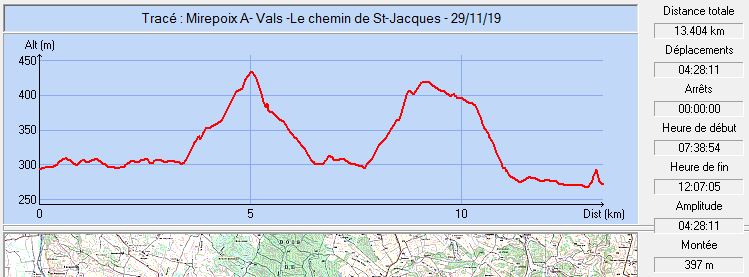 Tracé : Mirepoix A- Vals -Le chemin de St-Jacques - 29/11/19
Alt (m)
450
400
350
300
250
0
5
10
Dist (km)
Distance totale
13.404 km
Déplacements
04:28:11
Arrêts
00:00:00
Heure de début
07:38:54
Heure de fin
12:07:05
Amplitude
04:28:11
Montée
397 m